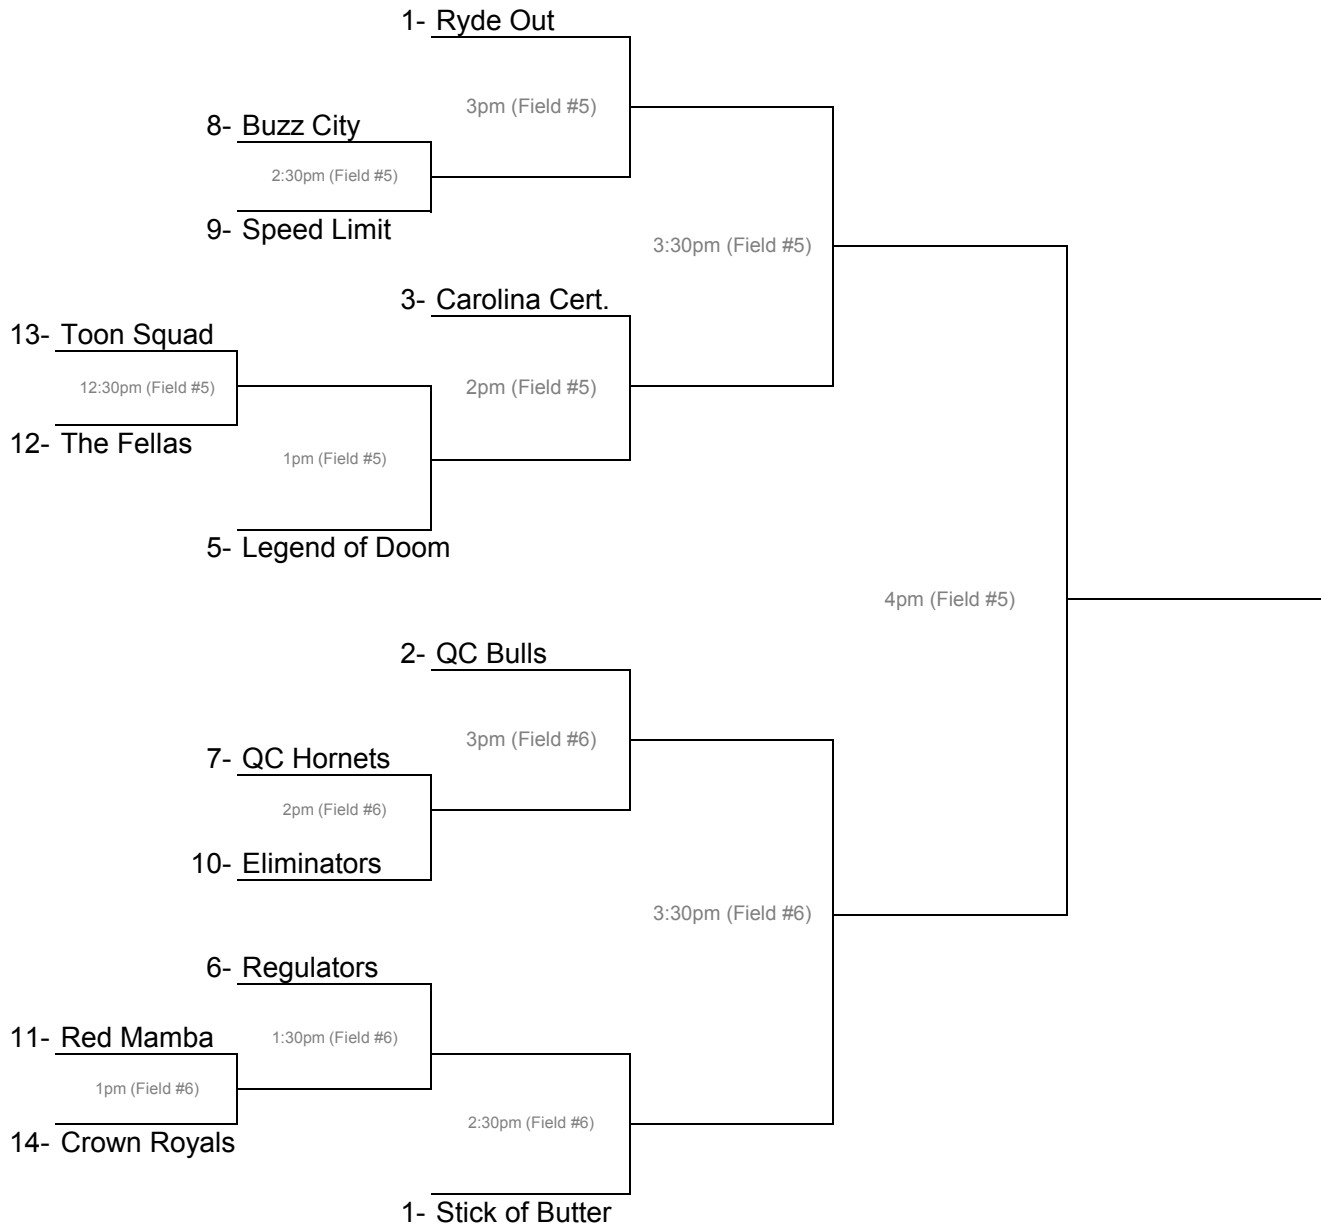 1- Ryde Out
3pm (Field #5)
8- Buzz City
2:30pm (Field #5)
9- Speed Limit
3:30pm (Field #5)
3- Carolina Cert.
13- Toon Squad
12:30pm (Field #5)
2pm (Field #5)
12- The Fellas
1pm (Field #5)
5- Legend of Doom
4pm (Field #5)
2- QC Bulls
3pm (Field #6)
7- QC Hornets
2pm (Field #6)
10- Eliminators
3:30pm (Field #6)
6- Regulators
11- Red Mamba
1:30pm (Field #6)
1pm (Field #6)
2:30pm (Field #6)
14- Crown Royals
1- Stick of Butter